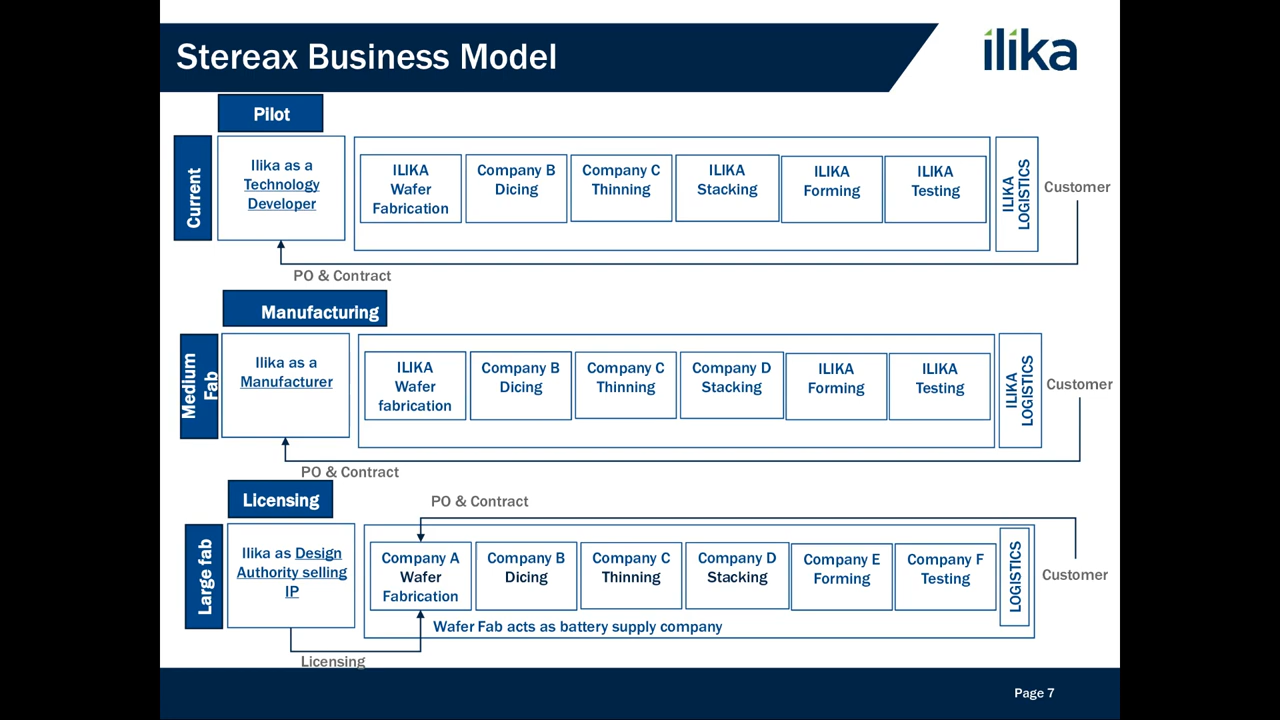 Stereax Business Model
ilika
Pilot
Current
Ilika as a
Technology
Developer
ILIKA
Wafer
Fabrication
Company B
Dicing
Company C
Thinning
ILIKA
Stacking
ILIKA
Forming
ILIKA
Testing
ILIKA
LOGISTICS
Customer
PO & Contract
Manufacturing
Medium
Fab
Ilika as a
Manufacturer
ILIKA
Wafer
fabrication
Company B
Dicing
Company C
Thinning
Company D
Stacking
ILIKA
Forming
ILIKA
Testing
ILIKA
LOGISTICS
Customer
PO & Contract
Licensing
PO & Contract
Large fab
Ilika as Design
Authority selling
IP
Company A
Wafer
Fabrication
Company B
Dicing
Company C
Thinning
Company D
Stacking
Company E
Forming
Company F
Testing
LOGISTICS
Customer
Wafer Fab acts as battery supply company
Licensing
Page 7